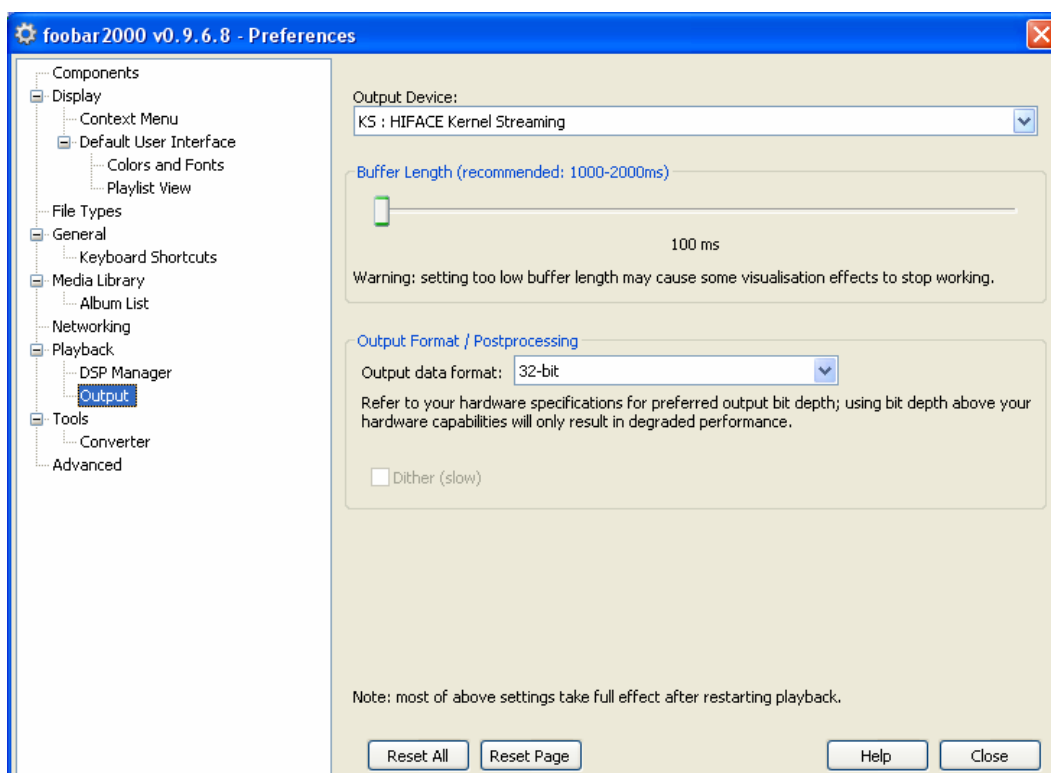 foobar2000 v0.9.6.8 - Preferences
Components
Display
Context Menu
Default User Interface
Colors and Fonts
Playlist View
File Types
General
Keyboard Shortcuts
Media Library
Album List
Networking
Playback
DSP Manager
Output
Tools
Converter
Advanced
Output Device:
KS : HIFACE Kernel Streaming
Buffer Length (recommended: 1000-2000ms)
100 ms
Warning: setting too low buffer length may cause some visualisation effects to stop working.
Output Format / Postprocessing
Output data format: 32-bit
Refer to your hardware specifications for preferred output bit depth; using bit depth above your
hardware capabilities will only result in degraded performance.
Dither (slow)
Note: most of above settings take full effect after restarting playback.
Reset All Reset Page Help Close